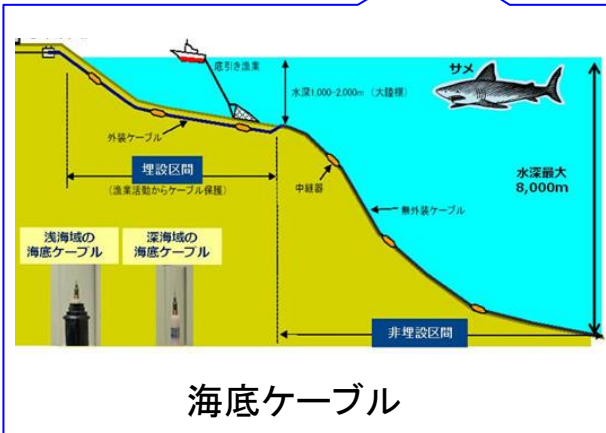 底引き漁業
サメ
水深1,000-2,000m(大陸棚)
外装ケーブル
埋設区間
(漁業活動からケーブル保護)
中継器
無外装ケーブル
水深最大
8,000m
浅海域の
海底ケーブル
深海域の
海底ケーブル
非埋設区間
海底ケーブル